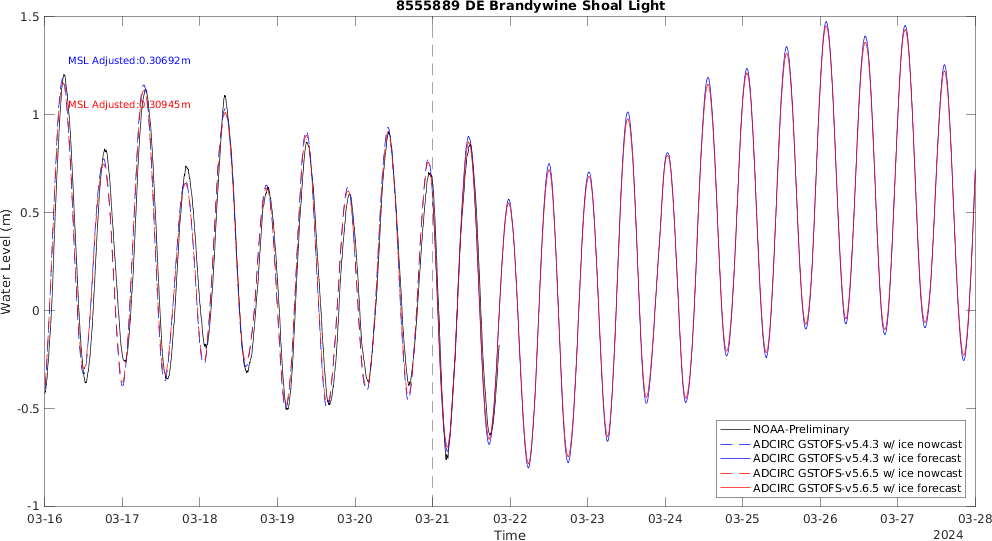 8555889 DE Brandywine Shoal Light
MSL Adjusted:0.30692m
MSL Adjusted:0.30945m
Water Level (m)
1.5
1
0.5
0
-0.5
-1
NOAA-Preliminary
ADCIRC GSTOFS-v5.4.3 w/ ice nowcast
ADCIRC GSTOFS-v5.4.3 w/ ice forecast
ADCIRC GSTOFS-v5.6.5 w/ ice nowcast
ADCIRC GSTOFS-v5.6.5 w/ ice forecast
03-16 03-17 03-18 03-19 03-20 03-21 03-22 03-23 03-24 03-25 03-26 03-27 03-28
Time
2024